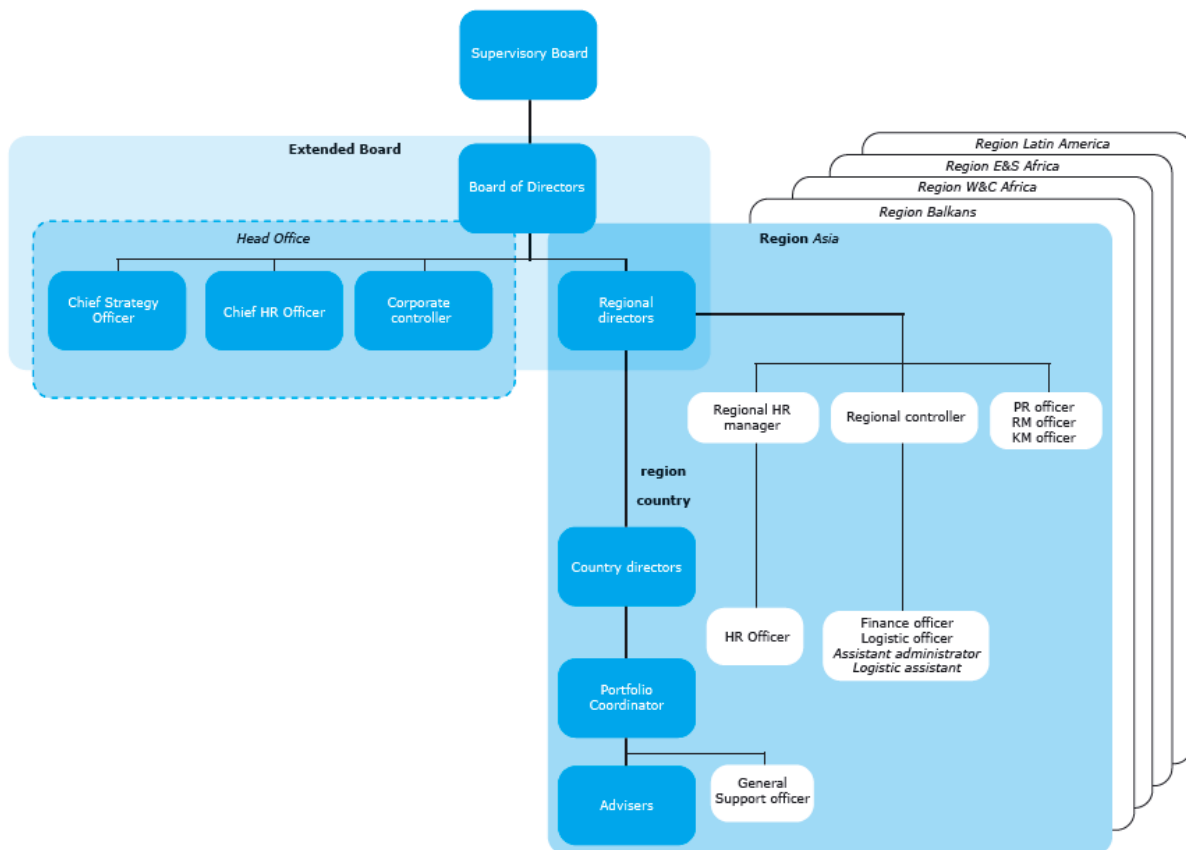 Supervisory Board
Extended Board
Board of Directors
Region Latin America
Region E&S Africa
Region W&C Africa
Region Balkans
Head Office
Region Asia
Chief Strategy
Officer
Chief HR Officer
Corporate
controller
Regional
directors
Regional HR
manager
Regional controller
PR officer
RM officer
KM officer
region
country
Country directors
HR Officer
Finance officer
Logistic officer
Assistant administrator
Logistic assistant
Portfolio
Coordinator
Advisers
General
Support officer